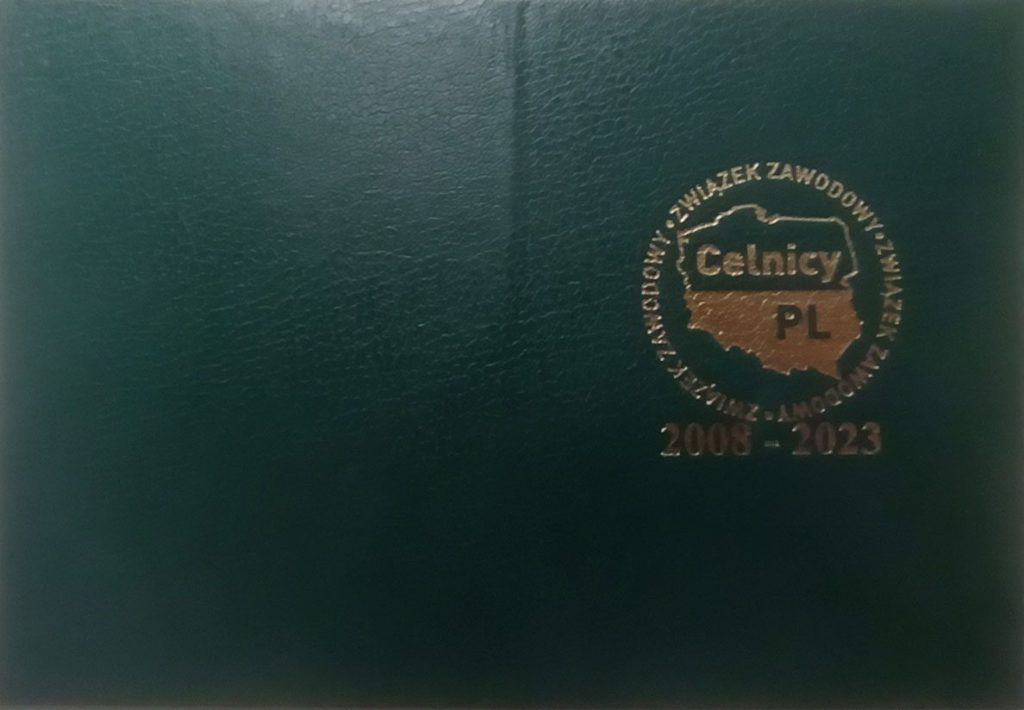 ZWIĄZEK ZAWODOWY • ZWIĄZEK ZAWODOWY • ZWIĄZEK ZAWODOWY •
Celnicy
PL
2008 - 2023